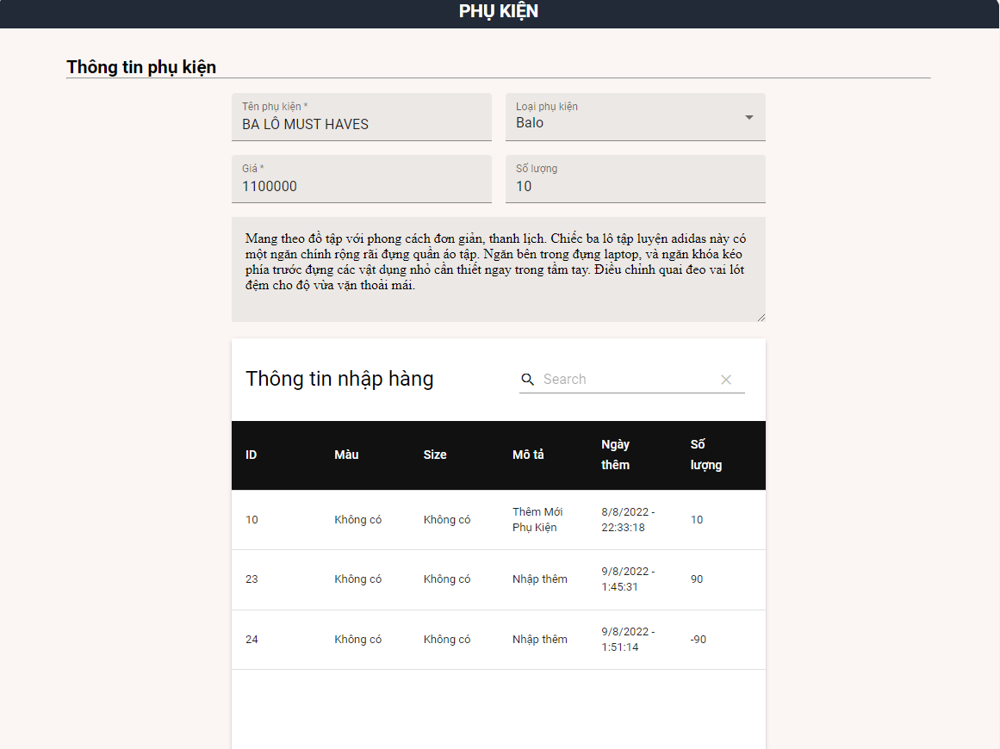 PHỤ KIỆN
Thông tin phụ kiện
Tên phụ kiện *
BA LÔ MUST HAVES
Loại phụ kiện
Balo
Giá *
1100000
Số lượng
10
Mang theo đồ tập với phong cách đơn giản, thanh lịch. Chiếc ba lô tập luyện adidas này có
một ngăn chính rộng rãi đựng quần áo tập. Ngăn bên trong đựng laptop, và ngăn khóa kéo
phía trước đựng các vật dụng nhỏ cần thiết ngay trong tầm tay. Điều chỉnh quai đeo vai lót
đệm cho độ vừa vặn thoải mái.
Thông tin nhập hàng
Search
ID
Màu
Size
Mô tả
Ngày
thêm
Số
lượng
10
Không có
Không có
Thêm Mới
Phụ Kiện
8/8/2022 -
22:33:18
10
23
Không có
Không có
Nhập thêm
9/8/2022 -
1:45:31
90
24
Không có
Không có
Nhập thêm
9/8/2022 -
1:51:14
-90